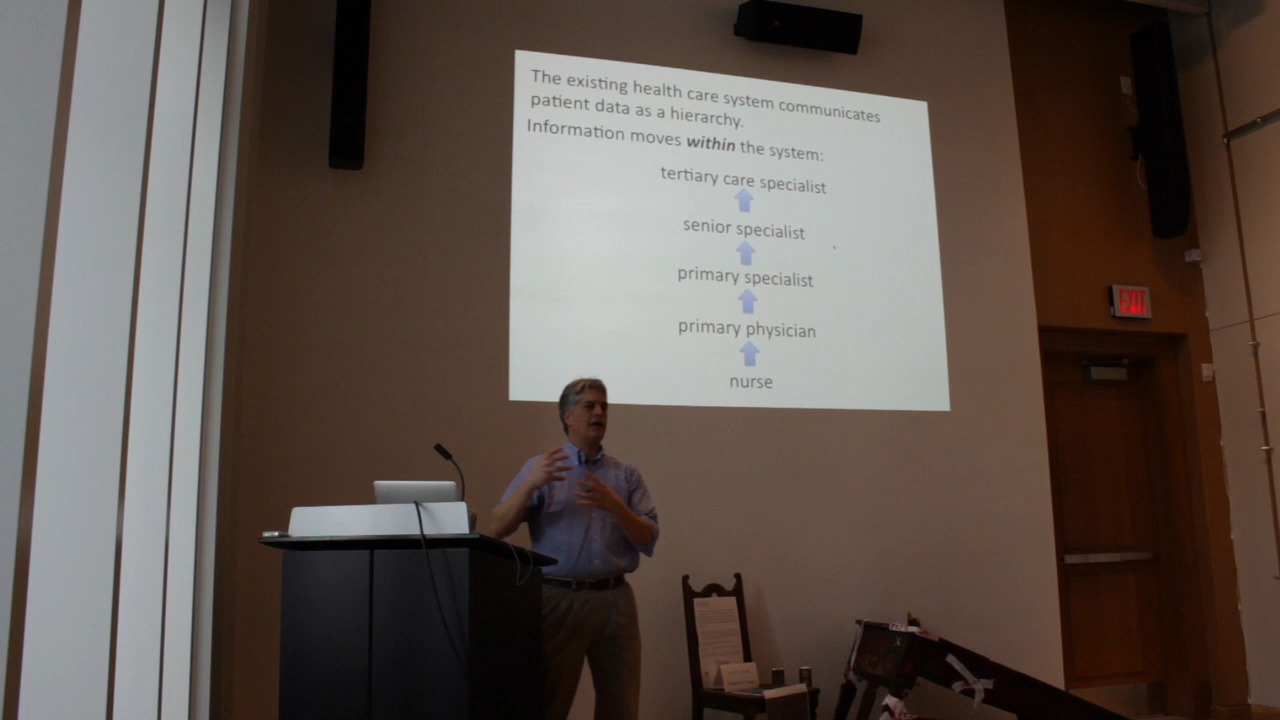 The existing health care system communicates
patient data as a hierarchy.
Information moves within the system:
tertiary care specialist
senior specialist
primary specialist
primary physician
nurse
EXIT